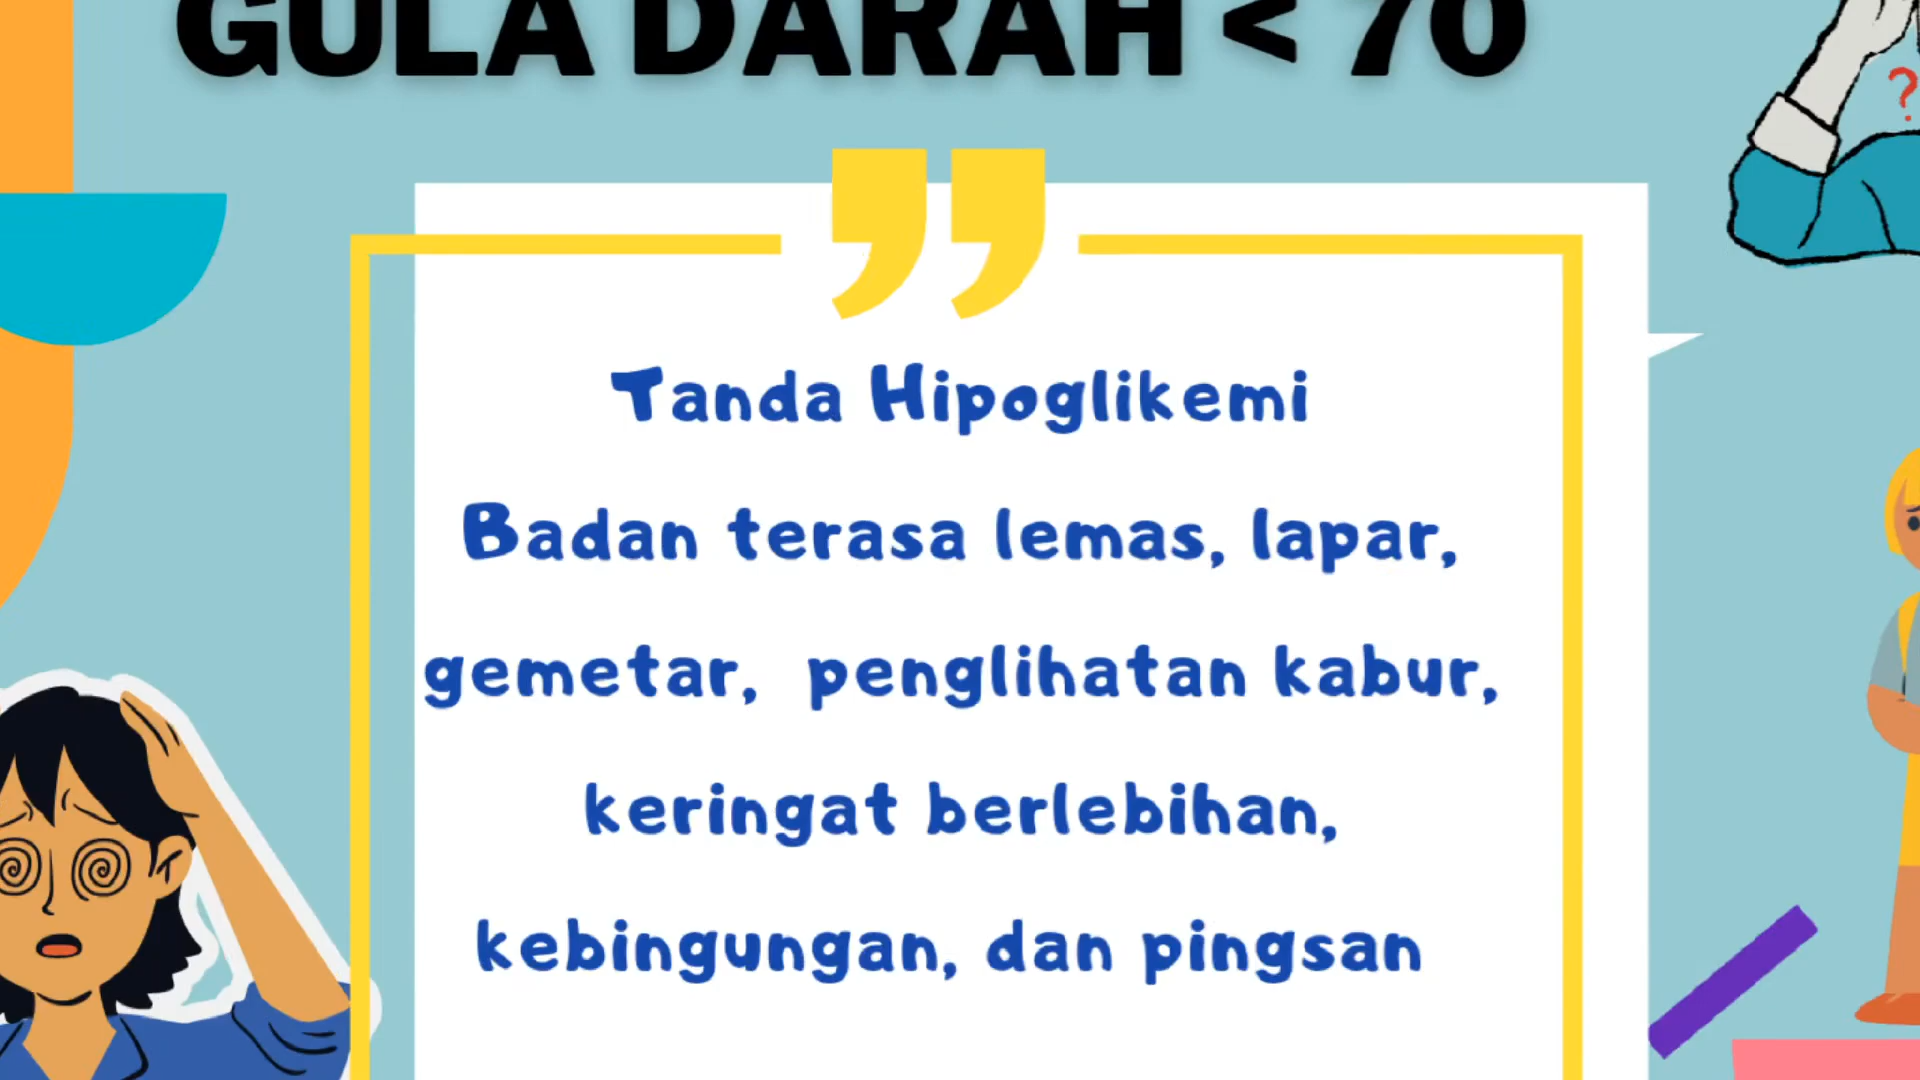 GULA DARAH < 70
Tanda Hipoglikemi
Badan terasa lemas, lapar,
gemetar, penglihatan kabur,
keringat berlebihan,
kebingungan, dan pingsan
?